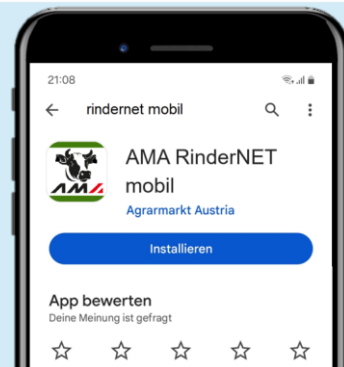 21:08
rindernet mobil
AMA
AMA RinderNET
mobil
Agrarmarkt Austria
Installieren
App bewerten
Deine Meinung ist gefragt